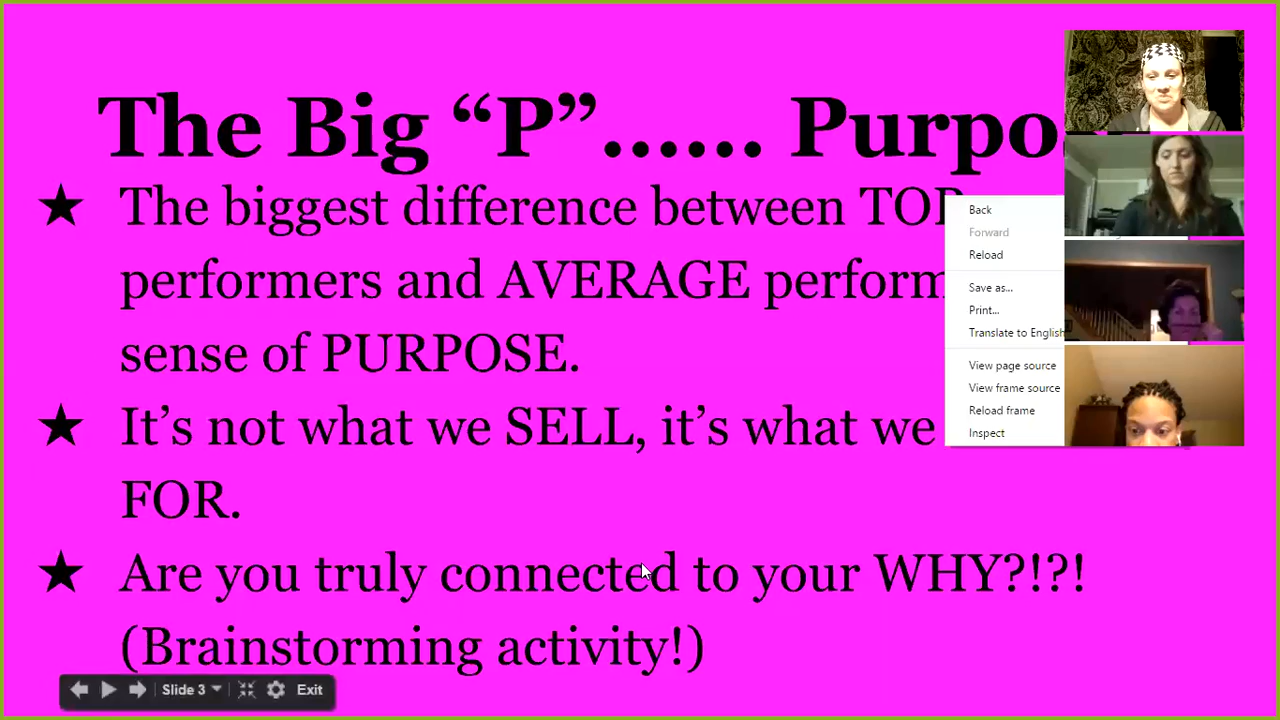 The Big “P”...... Purpo
★ The biggest difference between TOP
performers and AVERAGE perform
sense of PURPOSE.
★ It’s not what we SELL, it’s what we
FOR.
★ Are you truly connected to your WHY?!?!
(Brainstorming activity!)
Back
Forward
Reload
Save as...
Print...
Translate to English
View page source
View frame source
Reload frame
Inspect
Slide 3
Exit